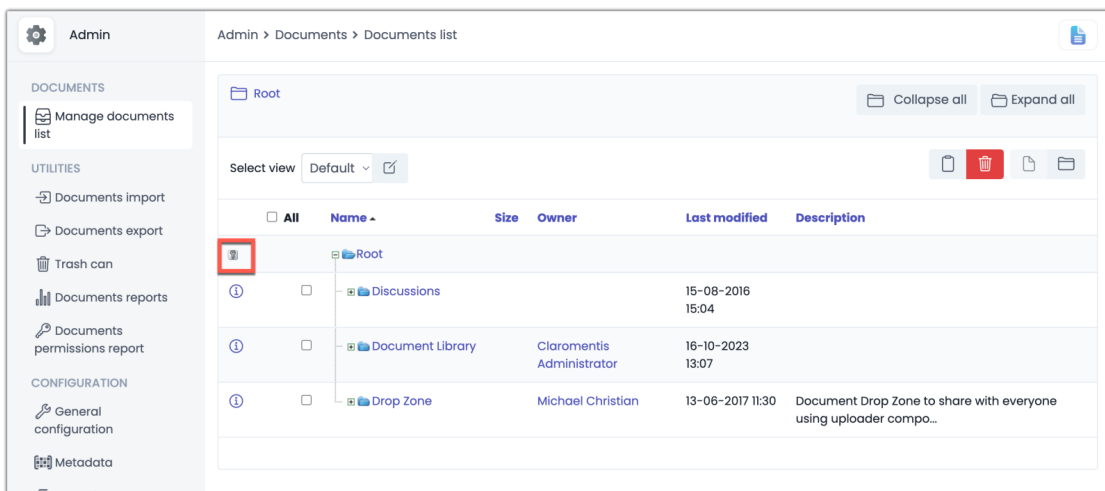 Admin
Admin > Documents > Documents list
DOCUMENTS
Manage documents
list
UTILITIES
Documents import
Documents export
Trash can
Documents reports
Documents
permissions report
CONFIGURATION
General
configuration
Metadata
Root
Collapse all
Expand all
Select view Default
All Name Size Owner Last modified Description
Root
Discussions 15-08-2016
15:04
Document Library Claromentis 16-10-2023
Administrator 13:07
Drop Zone Michael Christian 13-06-2017 11:30 Document Drop Zone to share with everyone
using uploader compo...